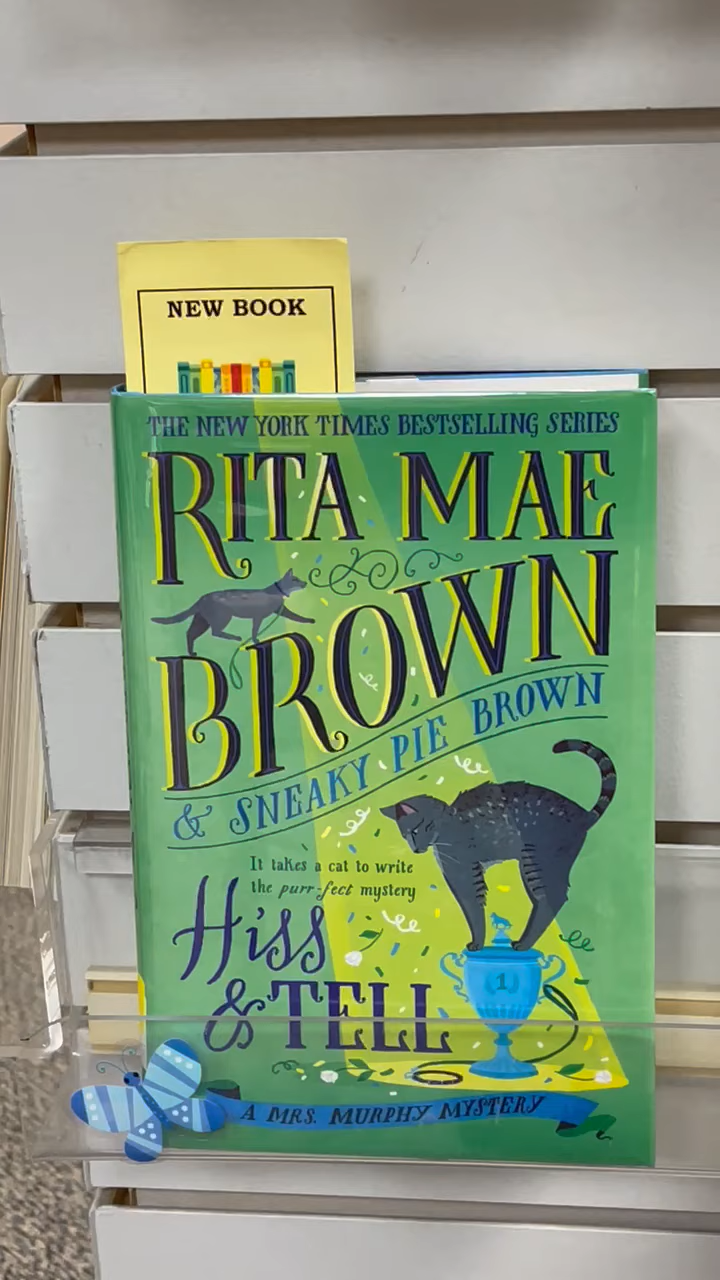 NEW BOOK
THE NEW YORK TIMES BESTSELLING SERIES
RITA MAE
BROWN
& SNEAKY PIE BROWN
It takes a cat to write
the purr-fect mystery
Hiss
& TELL
1
A MRS. MURPHY MYSTERY